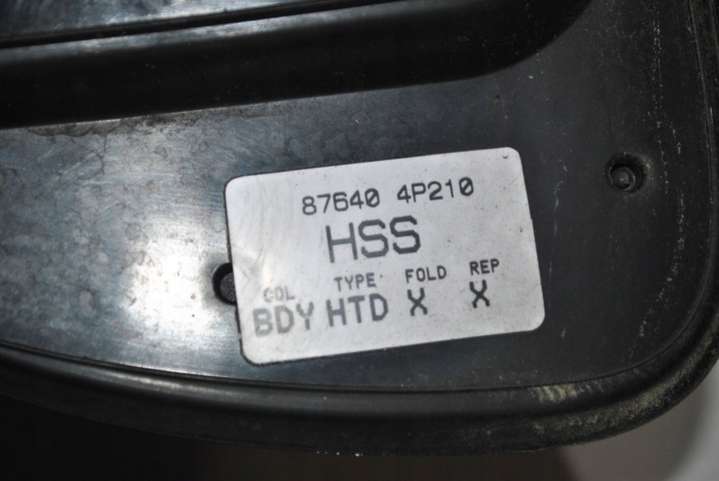 87640 4P210
HSS
COL TYPE FOLD REP
BDY HTD X X